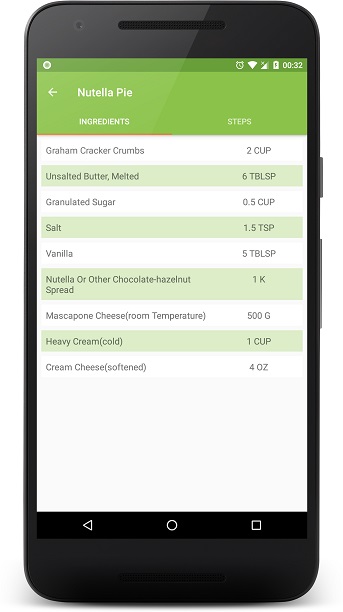 00:32
Nutella Pie
INGREDIENTS STEPS
Graham Cracker Crumbs 2 CUP
Unsalted Butter, Melted 6 TBLSP
Granulated Sugar 0.5 CUP
Salt 1.5 TSP
Vanilla 5 TBLSP
Nutella Or Other Chocolate-hazelnut 1 K
Spread
Mascapone Cheese(room Temperature) 500 G
Heavy Cream(cold) 1 CUP
Cream Cheese(softened) 4 OZ